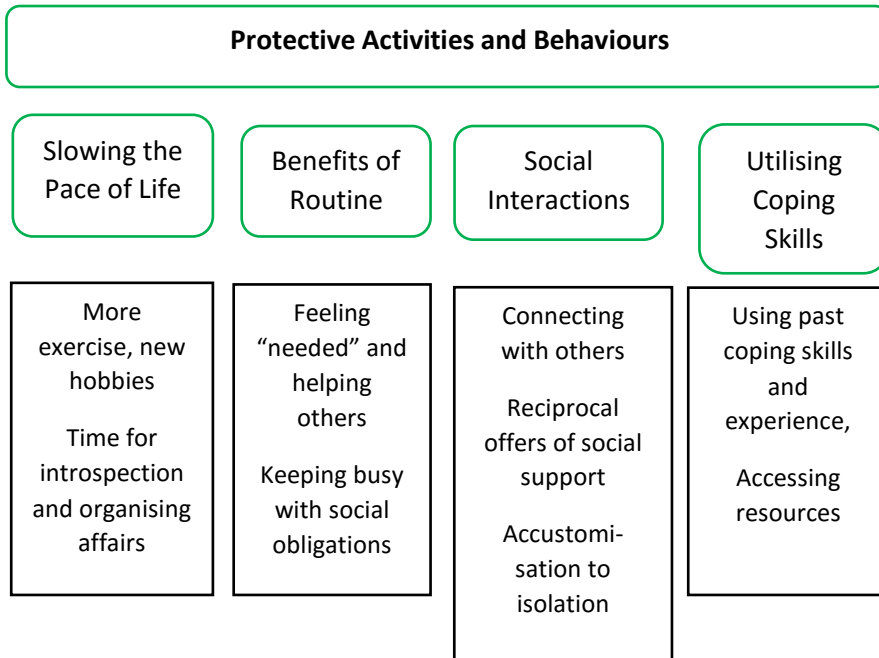 Protective Activities and Behaviours
Slowing the
Pace of Life
Benefits of
Routine
Social
Interactions
Utilising
Coping
Skills
More
exercise, new
hobbies
Time for
introspection
and organising
affairs
Feeling
“needed” and
helping
others
Keeping busy
with social
obligations
Connecting
with others
Reciprocal
offers of social
support
Accustomi-
sation to
isolation
Using past
coping skills
and
experience,
Accessing
resources